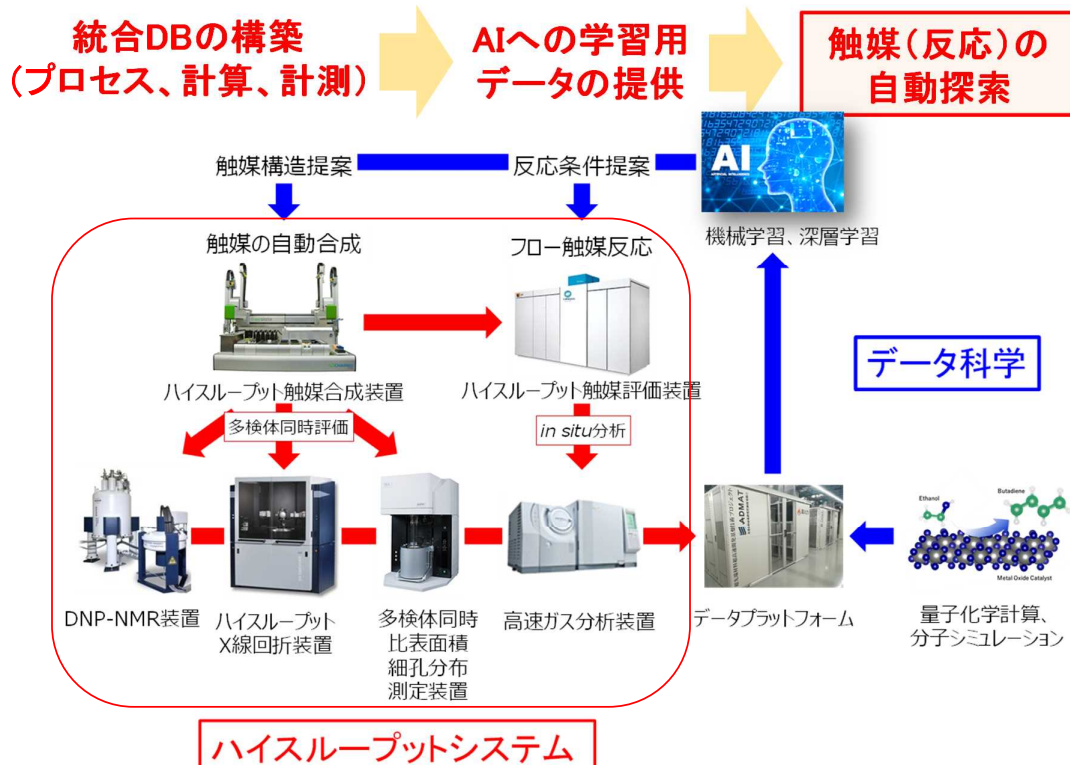 統合DBの構築
(プロセス、計算、計測)
AIへの学習用
データの提供
触媒(反応)の
自動探索
触媒構造提案
反応条件提案
AI
ARTIFICIAL INTELLIGENCE
機械学習、深層学習
触媒の自動合成
フロー触媒反応
ハイスループット触媒合成装置
ハイスループット触媒評価装置
データ科学
多検体同時評価
in situ分析
ADMAT
Ethanol
Butadiene
Metal Oxide Catalyst
DNP-NMR装置
ハイスループット
X線回折装置
多検体同時
比表面積
細孔分布
測定装置
高速ガス分析装置
データプラットフォーム
量子化学計算、
分子シミュレーション
ハイスループットシステム